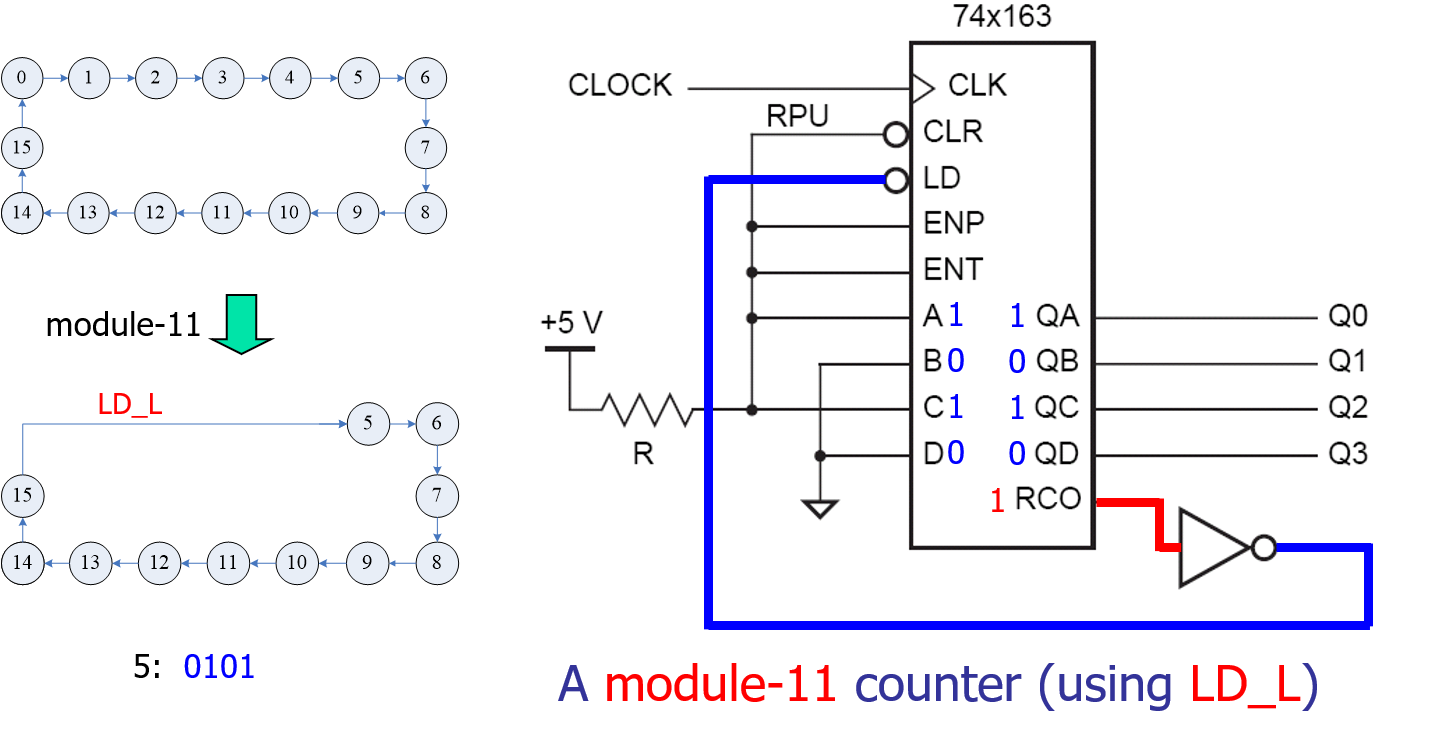 0 1 2 3 4 5 6
15 7
14 13 12 11 10 9 8
module-11
LD_L
5 6
15 7
14 13 12 11 10 9 8
5: 0101
74x163
CLOCK CLK
RPU CLR
LD
ENP
ENT
+5 V
A 1 1 QA Q0
B 0 0 QB Q1
C 1 1 QC Q2
R
D 0 0 QD Q3
1 RCO
A module-11 counter (using LD_L)